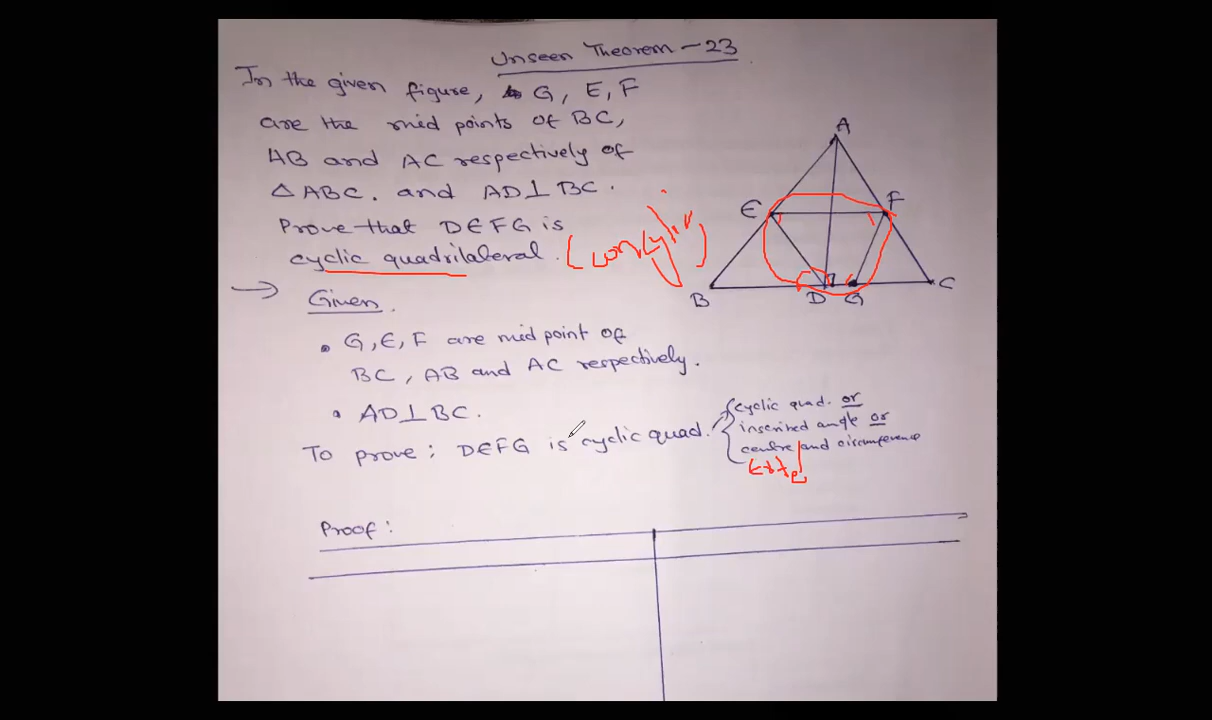 Unseen Theorem - 23
In the given figure, G, E, F
are the mid points of BC,
AB and AC respectively of
△ABC. and AD⊥BC.
Prove that DEFG is
cyclic quadrilateral.
A
E
F
B
D
G
C
Given
• G, E, F are mid point of
BC, AB and AC respectively.
• AD⊥BC.
To prove: DEFG is cyclic quad.
cyclic quad. or
inscribed angle or
centre and circumference
Proof: